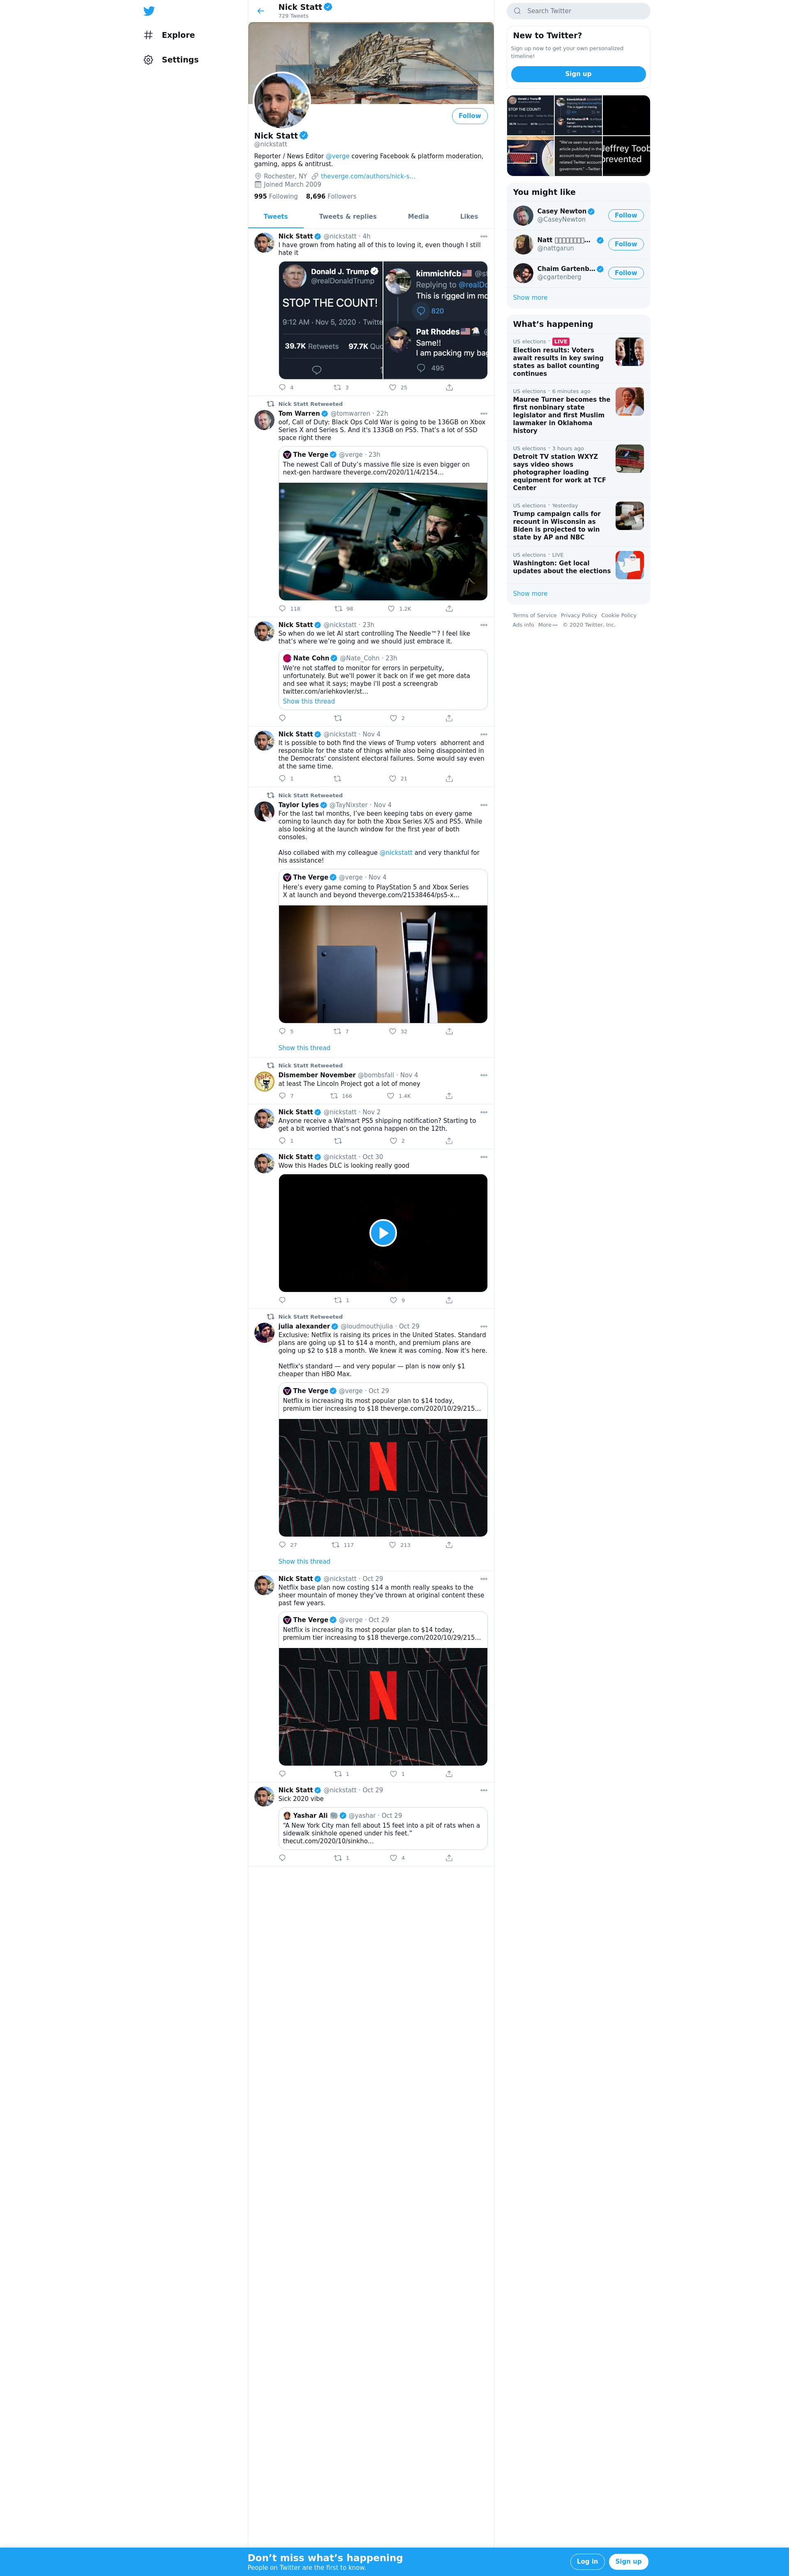 Explore
Settings
Nick Statt
729 Tweets
Follow
Nick Statt
@nickstatt
Reporter / News Editor @verge covering Facebook & platform moderation,
gaming, apps & antitrust.
Rochester, NY theverge.com/authors/nick-s…
Joined March 2009
995 Following 8,696 Followers
Tweets Tweets & replies Media Likes
Nick Statt @nickstatt · 4h
I have grown from hating all of this to loving it, even though I still
hate it
Donald J. Trump
@realDonaldTrump
STOP THE COUNT!
9:12 AM · Nov 5, 2020 · Twitte
39.7K Retweets 97.7K Quo
kimmichfcb @st
Replying to @realDo
This is rigged im mo
820
Pat Rhodes
Same!!
I am packing my bag
495
4 3 25
Nick Statt Retweeted
Tom Warren @tomwarren · 22h
oof, Call of Duty: Black Ops Cold War is going to be 136GB on Xbox
Series X and Series S. And it's 133GB on PS5. That's a lot of SSD
space right there
The Verge @verge · 23h
The newest Call of Duty's massive file size is even bigger on
next-gen hardware theverge.com/2020/11/4/2154…
118 98 1.2K
Nick Statt @nickstatt · 23h
So when do we let AI start controlling The Needle™? I feel like
that's where we're going and we should just embrace it.
Nate Cohn @Nate_Cohn · 23h
We're not staffed to monitor for errors in perpetuity,
unfortunately. But we'll power it back on if we get more data
and see what it says; maybe i'll post a screengrab
twitter.com/ariehkovler/st…
Show this thread
2
Nick Statt @nickstatt · Nov 4
It is possible to both find the views of Trump voters abhorrent and
responsible for the state of things while also being disappointed in
the Democrats' consistent electoral failures. Some would say even
at the same time.
1 21
Nick Statt Retweeted
Taylor Lyles @TayNixster · Nov 4
For the last twl months, I've been keeping tabs on every game
coming to launch day for both the Xbox Series X/S and PS5. While
also looking at the launch window for the first year of both
consoles.
Also collabed with my colleague @nickstatt and very thankful for
his assistance!
The Verge @verge · Nov 4
Here's every game coming to PlayStation 5 and Xbox Series
X at launch and beyond theverge.com/21538464/ps5-x…
5 7 32
Show this thread
Nick Statt Retweeted
Dismember November @bombsfall · Nov 4
at least The Lincoln Project got a lot of money
7 166 1.4K
Nick Statt @nickstatt · Nov 2
Anyone receive a Walmart PS5 shipping notification? Starting to
get a bit worried that's not gonna happen on the 12th.
1 2
Nick Statt @nickstatt · Oct 30
Wow this Hades DLC is looking really good
1 9
Nick Statt Retweeted
julia alexander @loudmouthjulia · Oct 29
Exclusive: Netflix is raising its prices in the United States. Standard
plans are going up $1 to $14 a month, and premium plans are
going up $2 to $18 a month. We knew it was coming. Now it's here.
Netflix's standard — and very popular — plan is now only $1
cheaper than HBO Max.
The Verge @verge · Oct 29
Netflix is increasing its most popular plan to $14 today,
premium tier increasing to $18 theverge.com/2020/10/29/215…
N
27 117 213
Show this thread
Nick Statt @nickstatt · Oct 29
Netflix base plan now costing $14 a month really speaks to the
sheer mountain of money they've thrown at original content these
past few years.
The Verge @verge · Oct 29
Netflix is increasing its most popular plan to $14 today,
premium tier increasing to $18 theverge.com/2020/10/29/215…
N
1 1
Nick Statt @nickstatt · Oct 29
Sick 2020 vibe
Yashar Ali @yashar · Oct 29
"A New York City man fell about 15 feet into a pit of rats when a
sidewalk sinkhole opened under his feet."
thecut.com/2020/10/sinkho…
1 4
Search Twitter
New to Twitter?
Sign up now to get your own personalized
timeline!
Sign up
STOP THE COUNT!
"We've seen no eviden
article published in the
account security meas
related Twitter account
government" –Twitter
Jeffrey Toob
prevented
You might like
Casey Newton
@CaseyNewton
Follow
Natt
@nattgarun
Follow
Chaim Gartenb…
@cgartenberg
Follow
Show more
What's happening
US elections · LIVE
Election results: Voters
await results in key swing
states as ballot counting
continues
US elections · 6 minutes ago
Mauree Turner becomes the
first nonbinary state
legislator and first Muslim
lawmaker in Oklahoma
history
US elections · 3 hours ago
Detroit TV station WXYZ
says video shows
photographer loading
equipment for work at TCF
Center
US elections · Yesterday
Trump campaign calls for
recount in Wisconsin as
Biden is projected to win
state by AP and NBC
US elections · LIVE
Washington: Get local
updates about the elections
Show more
Terms of Service Privacy Policy Cookie Policy
Ads info More © 2020 Twitter, Inc.
Don't miss what's happening
People on Twitter are the first to know.
Log in Sign up